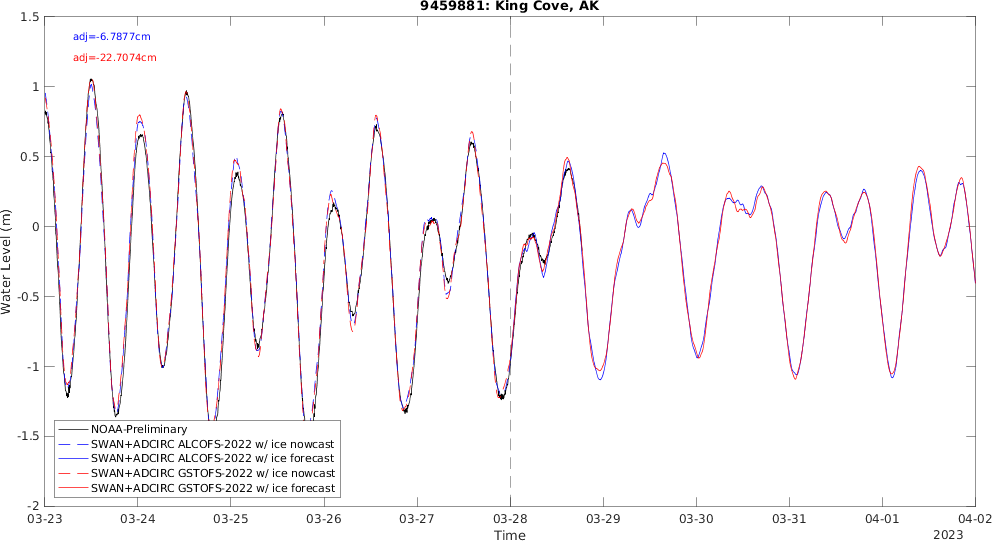 9459881: King Cove, AK
adj=-6.7877cm
adj=-22.7074cm
1.5
1
0.5
0
-0.5
-1
-1.5
-2
Water Level (m)
NOAA-Preliminary
SWAN+ADCIRC ALCOFS-2022 w/ ice nowcast
SWAN+ADCIRC ALCOFS-2022 w/ ice forecast
SWAN+ADCIRC GSTOFS-2022 w/ ice nowcast
SWAN+ADCIRC GSTOFS-2022 w/ ice forecast
03-23 03-24 03-25 03-26 03-27 03-28 03-29 03-30 03-31 04-01 04-02
Time
2023